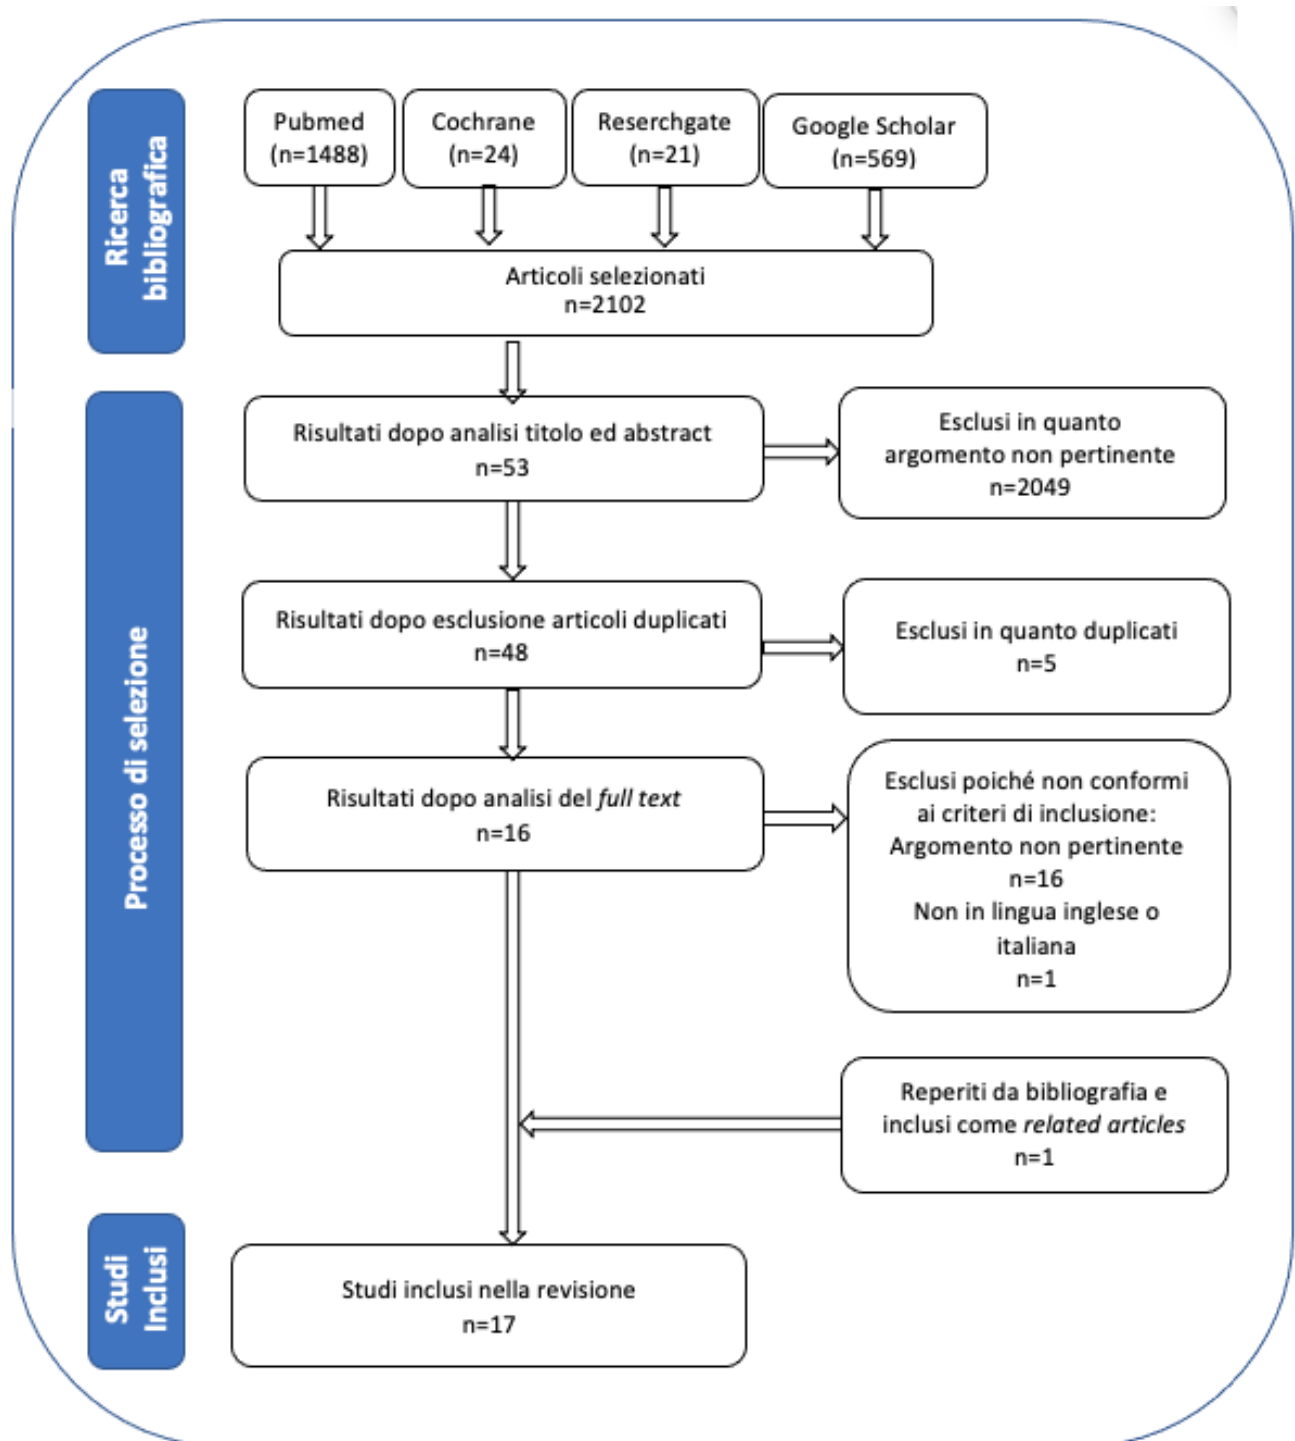 Ricerca
bibliografica
Pubmed
(n=1488)
Cochrane
(n=24)
Reserchgate
(n=21)
Google Scholar
(n=569)
Articoli selezionati
n=2102
Processo di selezione
Risultati dopo analisi titolo ed abstract
n=53
Esclusi in quanto
argomento non pertinente
n=2049
Risultati dopo esclusione articoli duplicati
n=48
Esclusi in quanto duplicati
n=5
Risultati dopo analisi del full text
n=16
Esclusi poiché non conformi
ai criteri di inclusione:
Argomento non pertinente
n=16
Non in lingua inglese o
italiana
n=1
Reperiti da bibliografia e
inclusi come related articles
n=1
Studi
Inclusi
Studi inclusi nella revisione
n=17